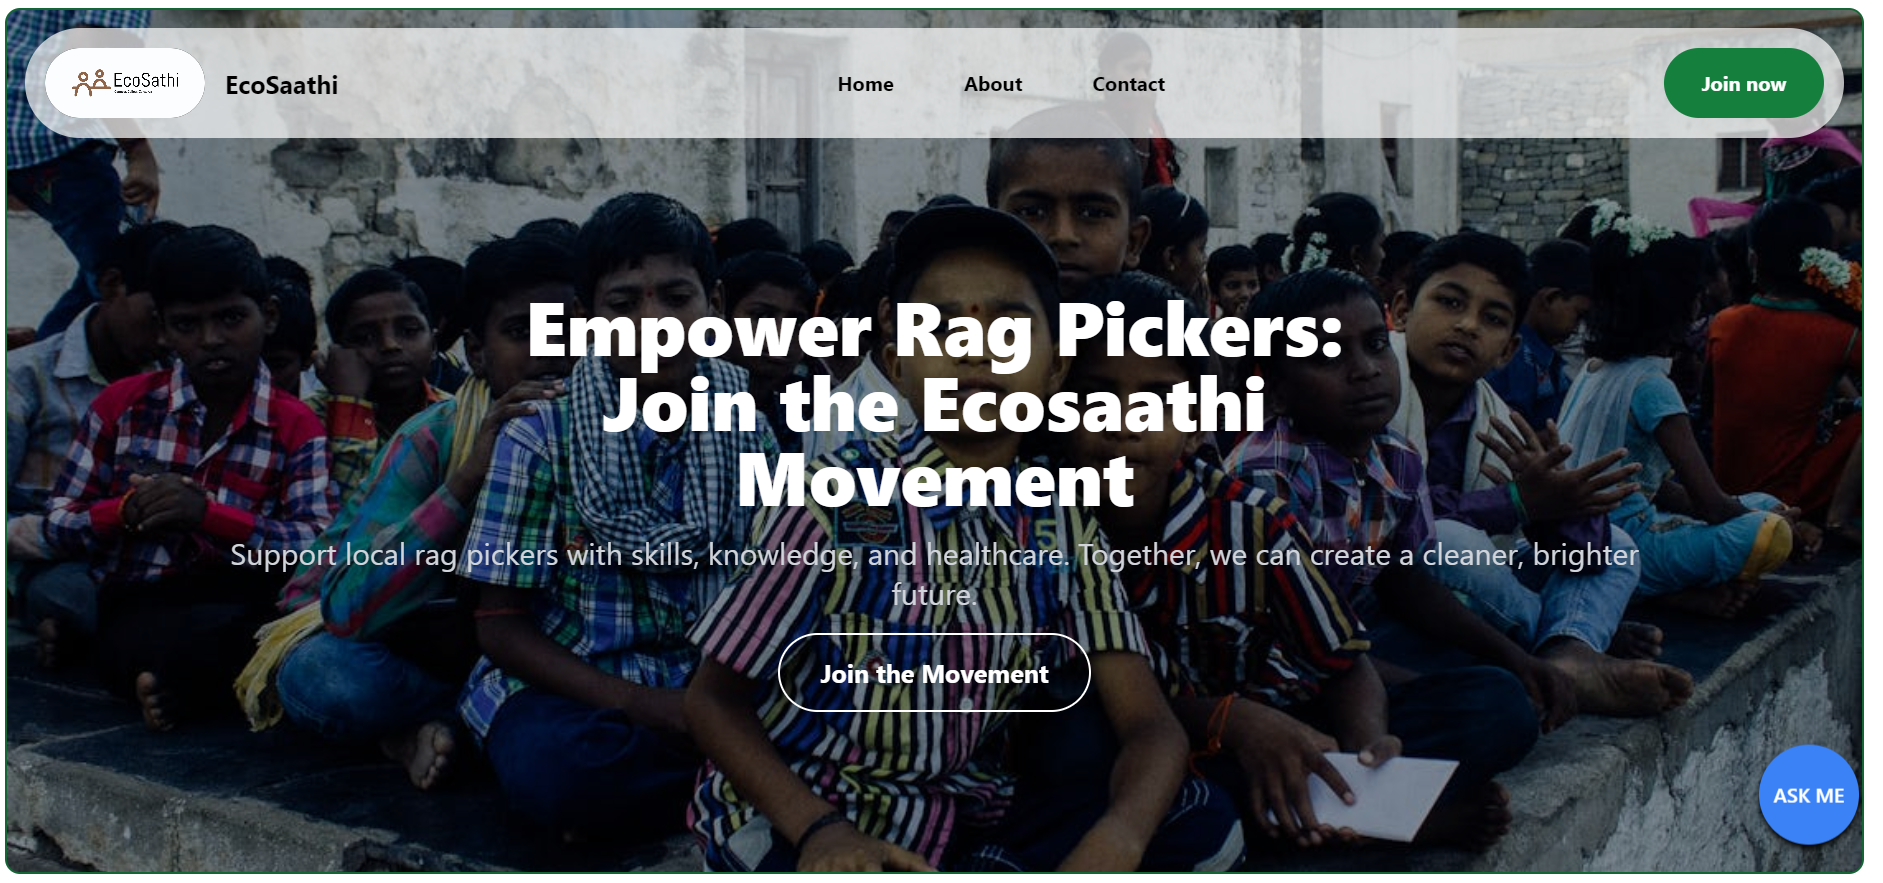 EcoSathi
EcoSaathi
Home
About
Contact
Join now
Empower Rag Pickers:
Join the Ecosaathi
Movement
Support local rag pickers with skills, knowledge, and healthcare. Together, we can create a cleaner, brighter
future.
Join the Movement
ASK ME